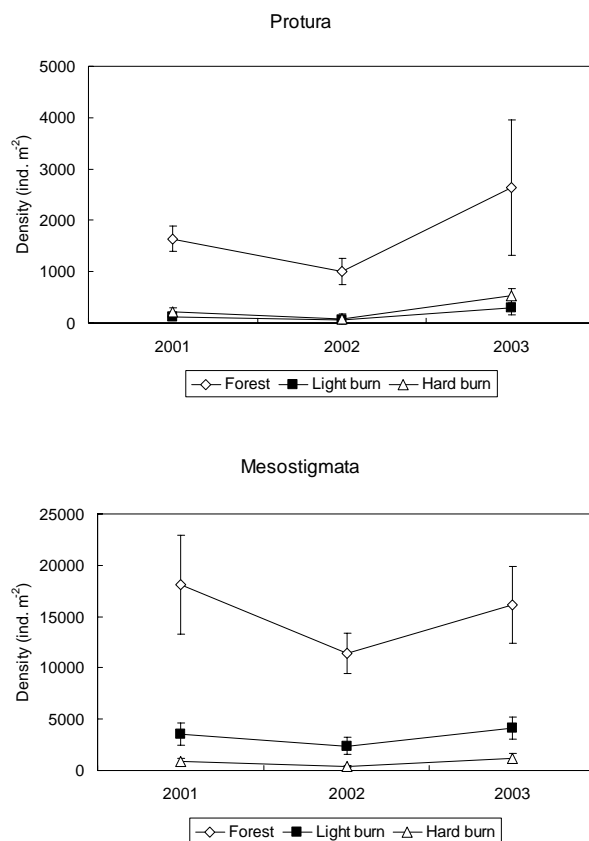 Protura
5000
4000
3000
2000
1000
0
Density (ind. m-2)
2001 2002 2003
Forest Light burn Hard burn
Mesostigmata
25000
20000
15000
10000
5000
0
Density (ind. m-2)
2001 2002 2003
Forest Light burn Hard burn